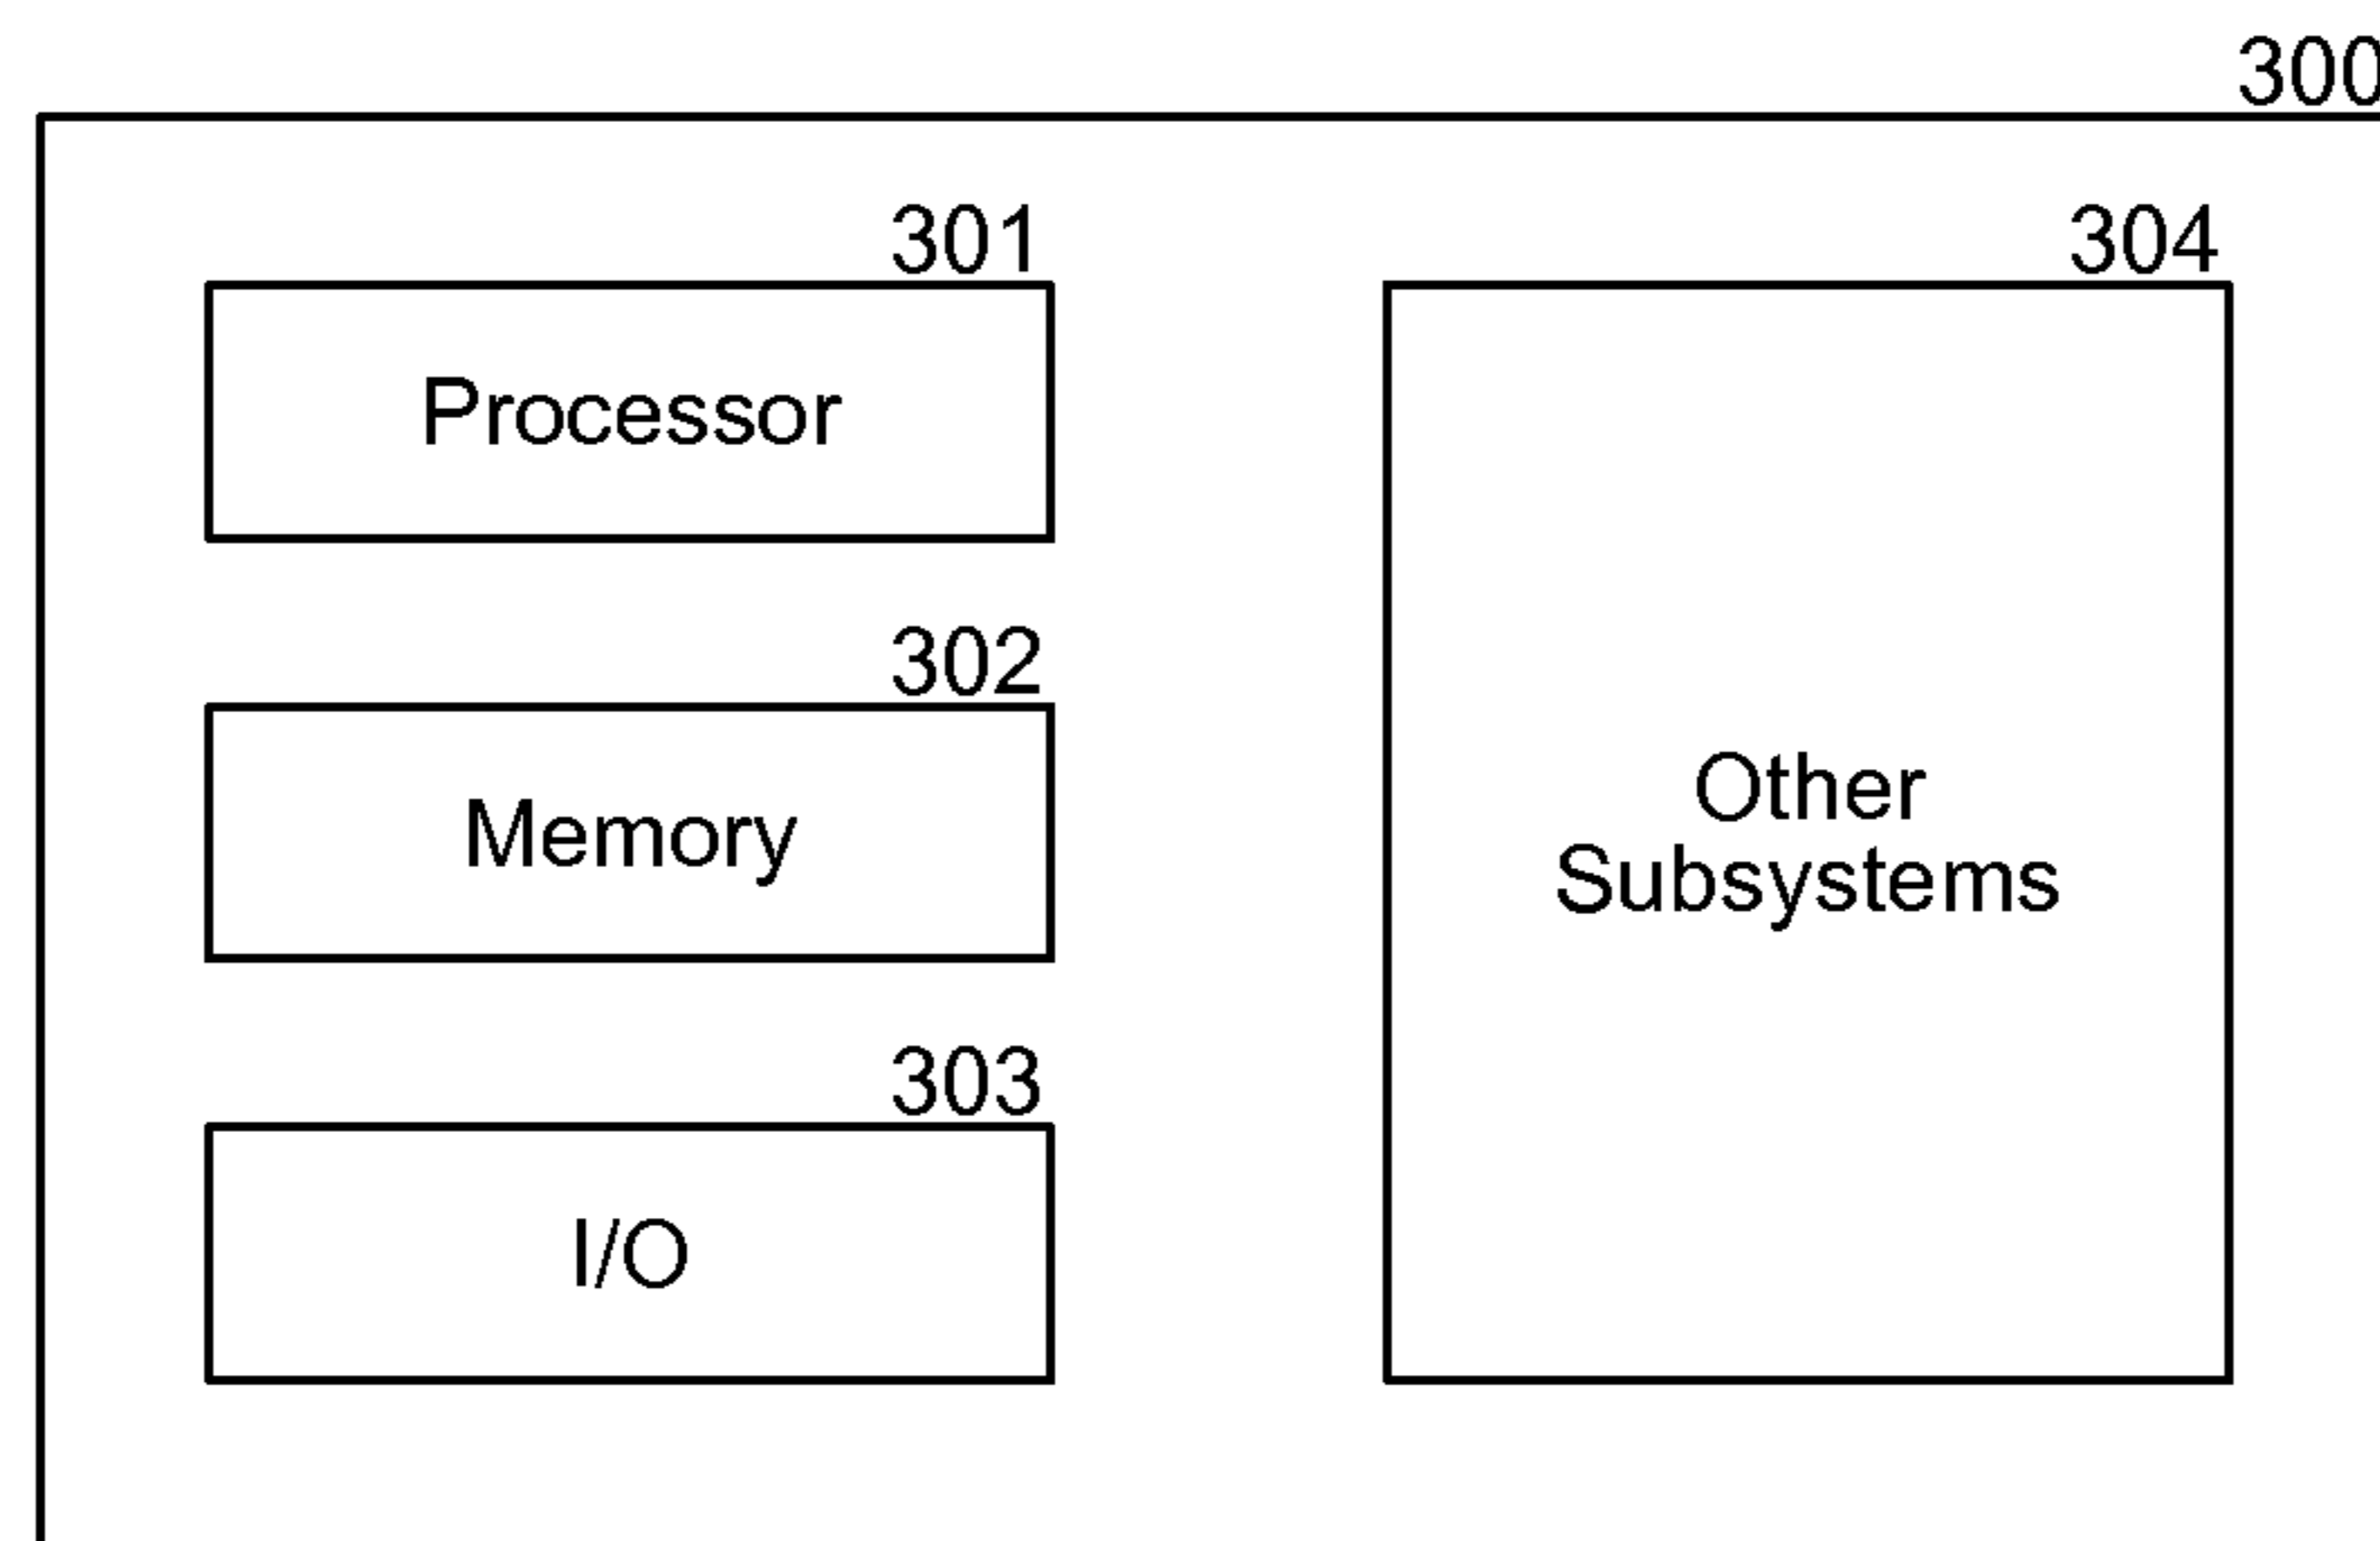 300
301
Processor
302
Memory
303
I/O
304
Other
Subsystems